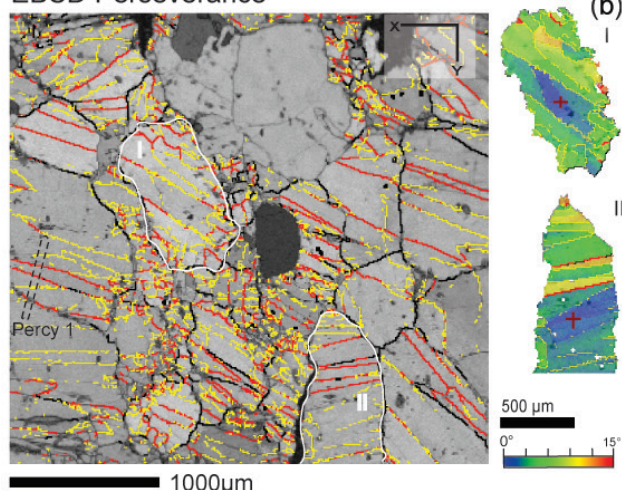 EBSD Perseverance
(b)
X
Y
I
I
II
Percy 1
II
500 µm
0° 15°
1000µm